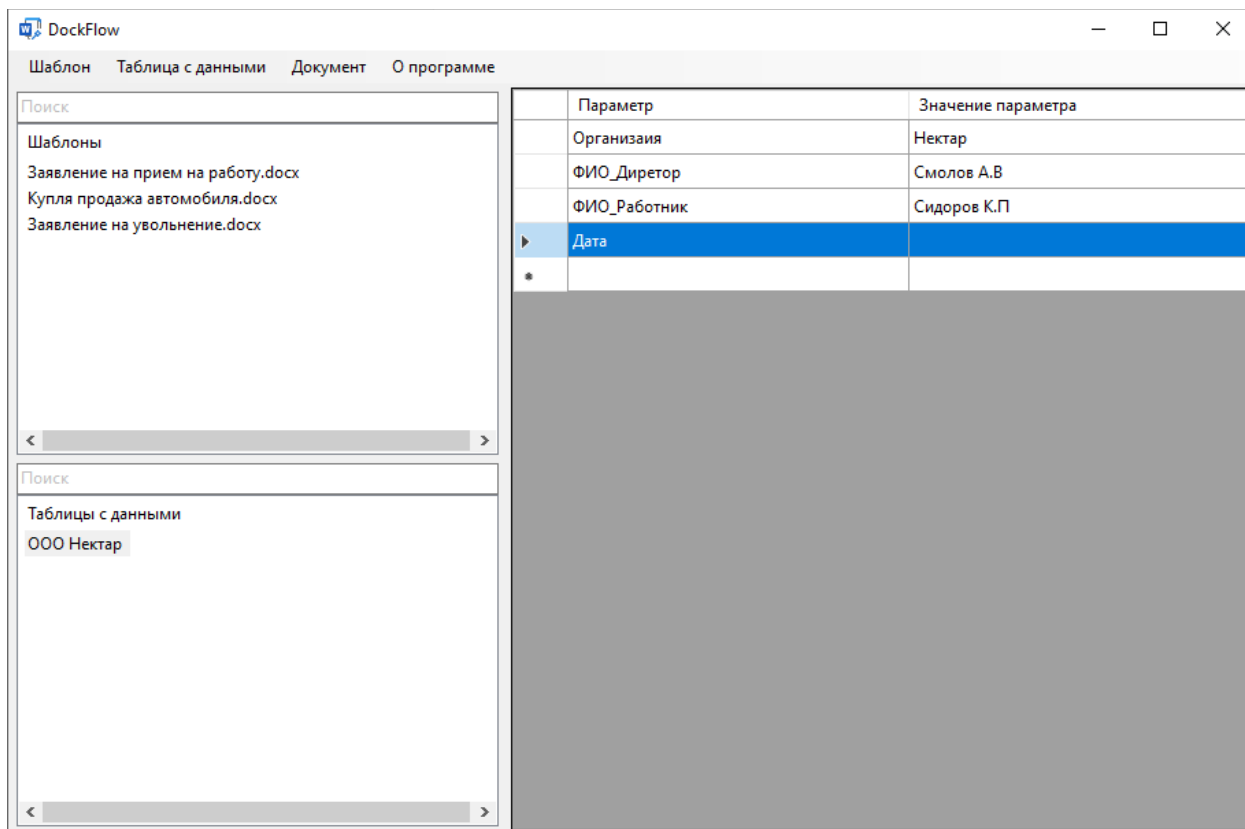 DockFlow
Шаблон Таблица с данными Документ О программе
Поиск
Шаблоны
Заявление на прием на работу.docx
Купля продажа автомобиля.docx
Заявление на увольнение.docx
Поиск
Таблицы с данными
ООО Нектар
Параметр Значение параметра
Организаия Нектар
ФИО_Диретор Смолов А.В
ФИО_Работник Сидоров К.П
Дата